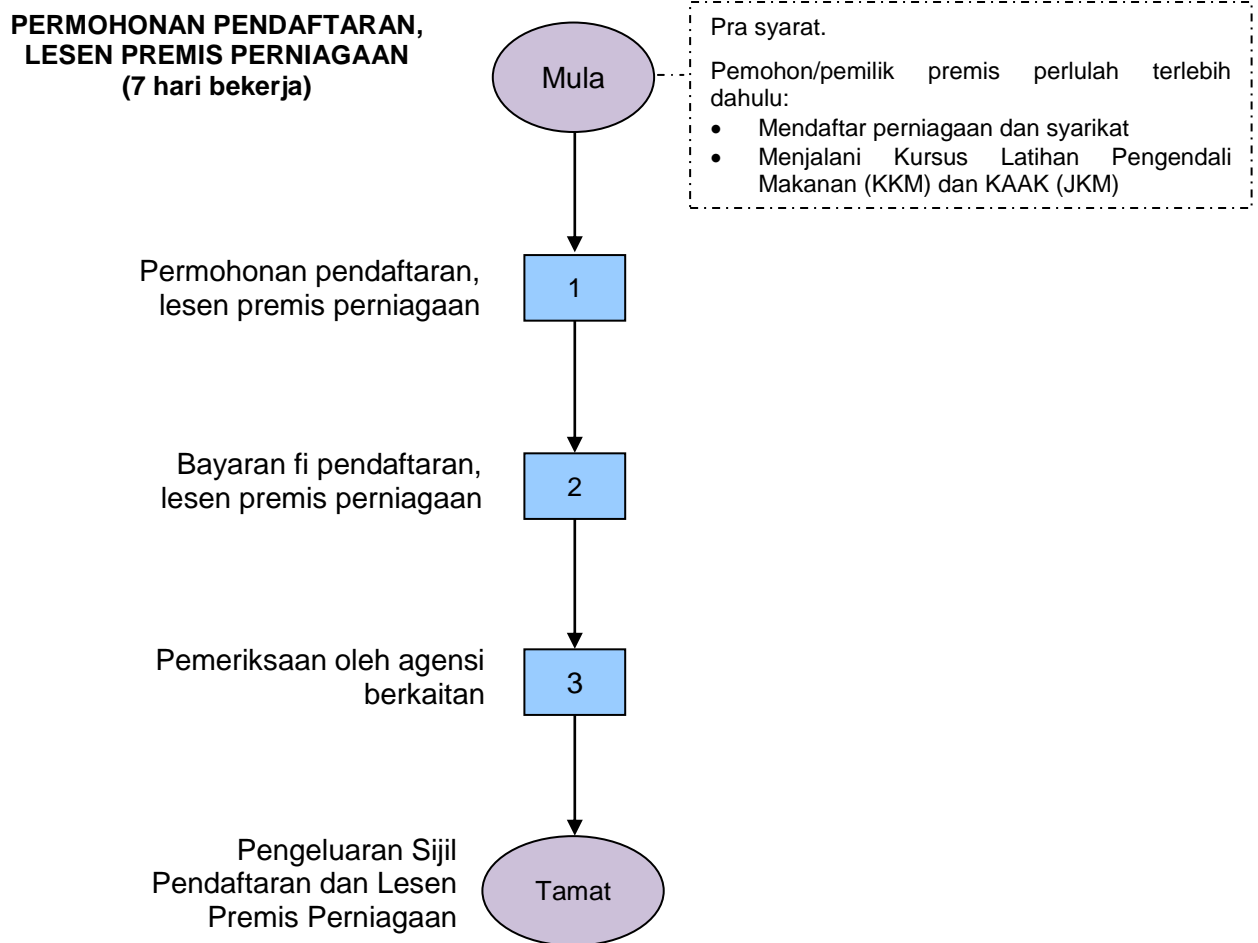 PERMOHONAN PENDAFTARAN,
LESEN PREMIS PERNIAGAAN
(7 hari bekerja)
Mula
Pra syarat.
Pemohon/pemilik premis perlulah terlebih
dahulu:
• Mendaftar perniagaan dan syarikat
• Menjalani Kursus Latihan Pengendali
Makanan (KKM) dan KAAK (JKM)
Permohonan pendaftaran,
lesen premis perniagaan
1
Bayaran fi pendaftaran,
lesen premis perniagaan
2
Pemeriksaan oleh agensi
berkaitan
3
Pengeluaran Sijil
Pendaftaran dan Lesen
Premis Perniagaan
Tamat